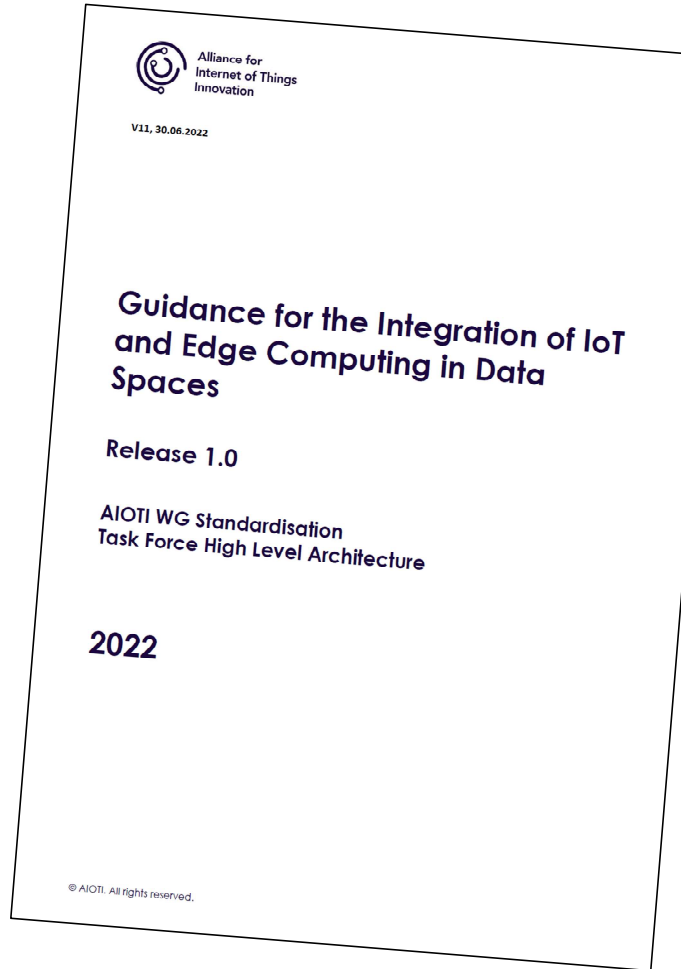 Alliance for
Internet of Things
Innovation
V11, 30.06.2022
Guidance for the Integration of IoT
and Edge Computing in Data
Spaces
Release 1.0
AIOTI WG Standardisation
Task Force High Level Architecture
2022
© AIOTI. All rights reserved.